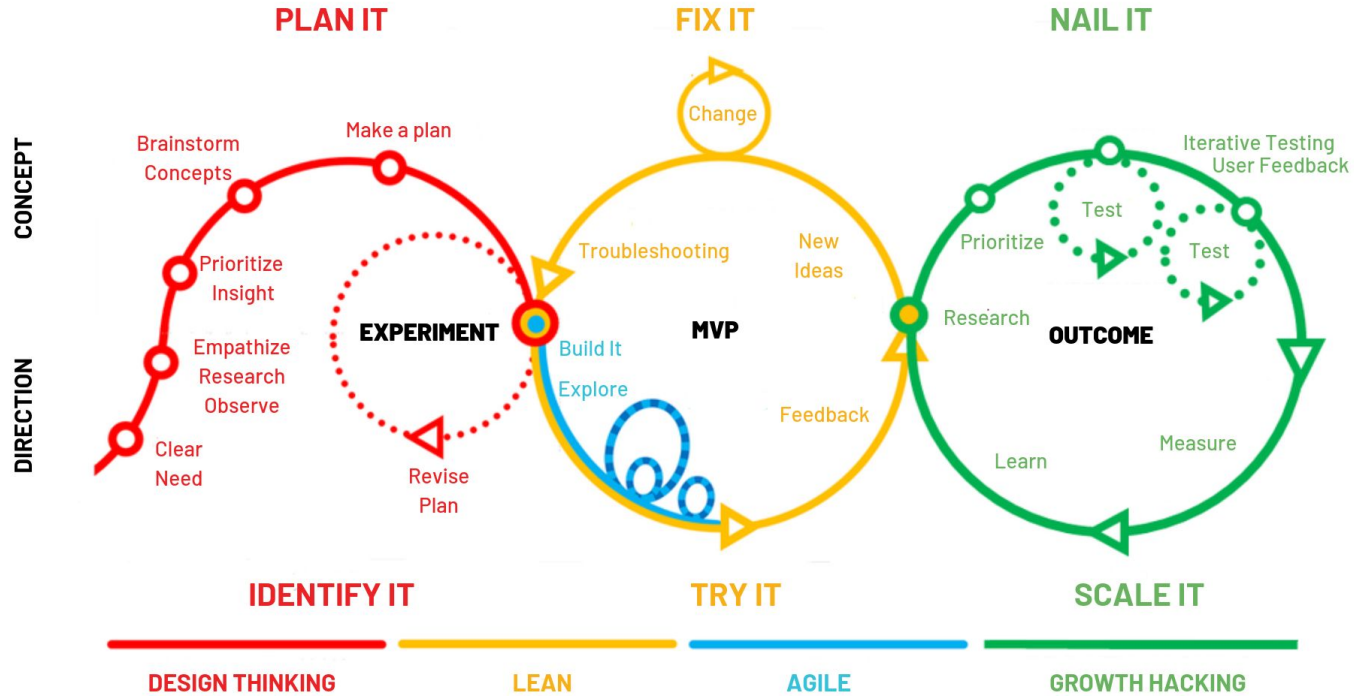 PLAN IT
FIX IT
NAIL IT
CONCEPT
DIRECTION
Brainstorm
Concepts
Make a plan
Prioritize
Insight
Empathize
Research
Observe
Clear
Need
EXPERIMENT
Revise
Plan
Change
Troubleshooting
New
Ideas
MVP
Build It
Explore
Feedback
Iterative Testing
User Feedback
Test
Test
Prioritize
Research
OUTCOME
Measure
Learn
IDENTIFY IT
TRY IT
SCALE IT
DESIGN THINKING
LEAN
AGILE
GROWTH HACKING